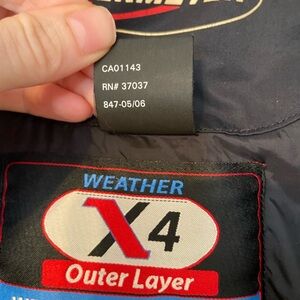 CA01143
RN# 37037
847-05/06
WEATHER
X4
Outer Layer